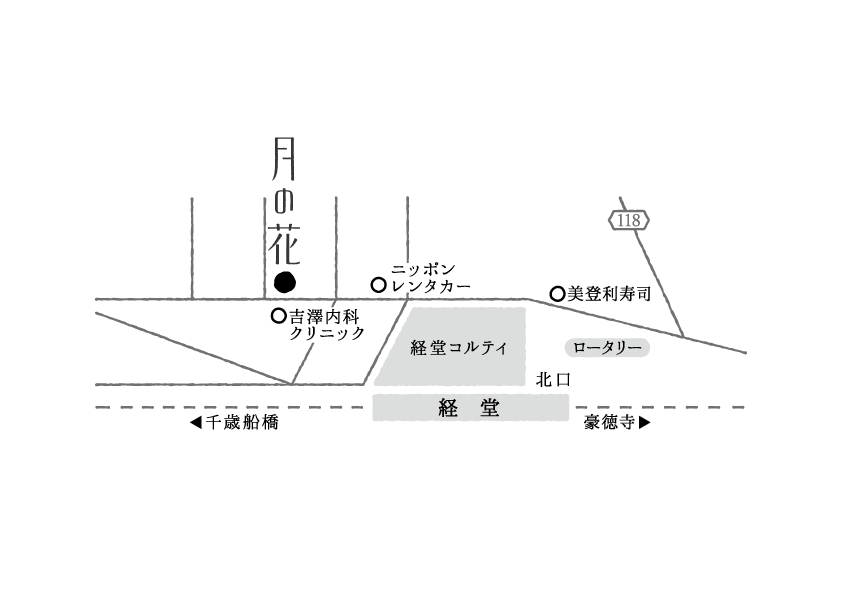 月の花
118
ニッポン
レンタカー
美登利寿司
吉澤内科
クリニック
経堂コルティ
ロータリー
北口
経 堂
◀千歳船橋
豪徳寺▶